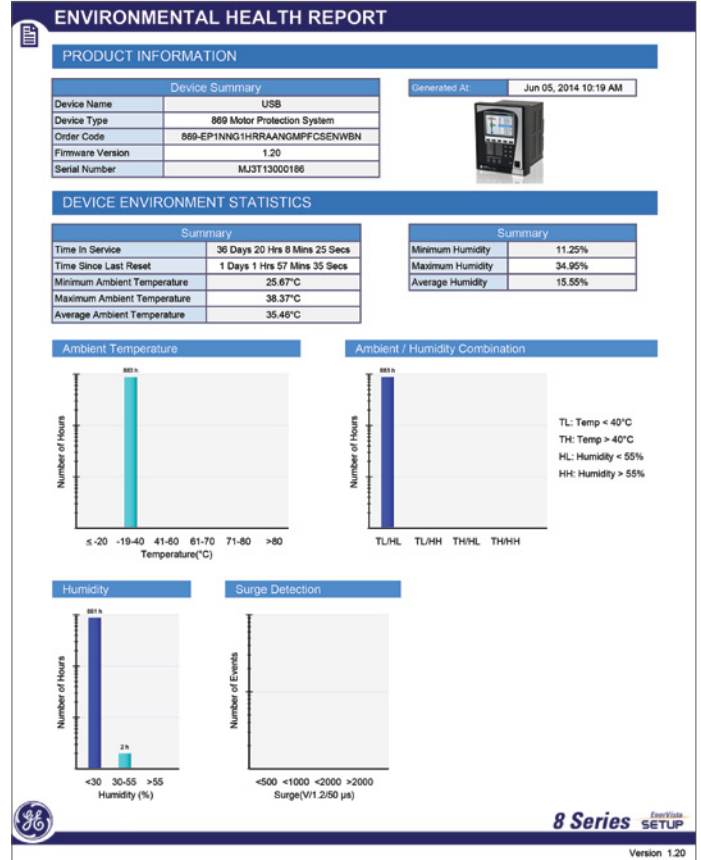 ENVIRONMENTAL HEALTH REPORT
PRODUCT INFORMATION
Device Summary
Device Name USB
Device Type 869 Motor Protection System
Order Code 869-EP1NNG1HRRAANGMPFCSENWBN
Firmware Version 1.20
Serial Number MJ3T13000186
Generated At: Jun 05, 2014 10:19 AM
DEVICE ENVIRONMENT STATISTICS
Summary
Time In Service 36 Days 20 Hrs 8 Mins 25 Secs
Time Since Last Reset 1 Days 1 Hrs 57 Mins 35 Secs
Minimum Ambient Temperature 25.67°C
Maximum Ambient Temperature 38.37°C
Average Ambient Temperature 35.46°C
Summary
Minimum Humidity 11.25%
Maximum Humidity 34.95%
Average Humidity 15.55%
Ambient Temperature
883 h
Number of Hours
≤ -20 -19-40 41-60 61-70 71-80 >80
Temperature(°C)
Ambient / Humidity Combination
883 h
Number of Hours
TL/HL TL/HH TH/HL TH/HH
TL: Temp < 40°C
TH: Temp > 40°C
HL: Humidity < 55%
HH: Humidity > 55%
Humidity
881 h
2 h
Number of Hours
<30 30-55 >55
Humidity (%)
Surge Detection
Number of Events
<500 <1000 <2000 >2000
Surge(V/1.2/50 μs)
GE
8 Series EnerVista
SETUP
Version 1.20